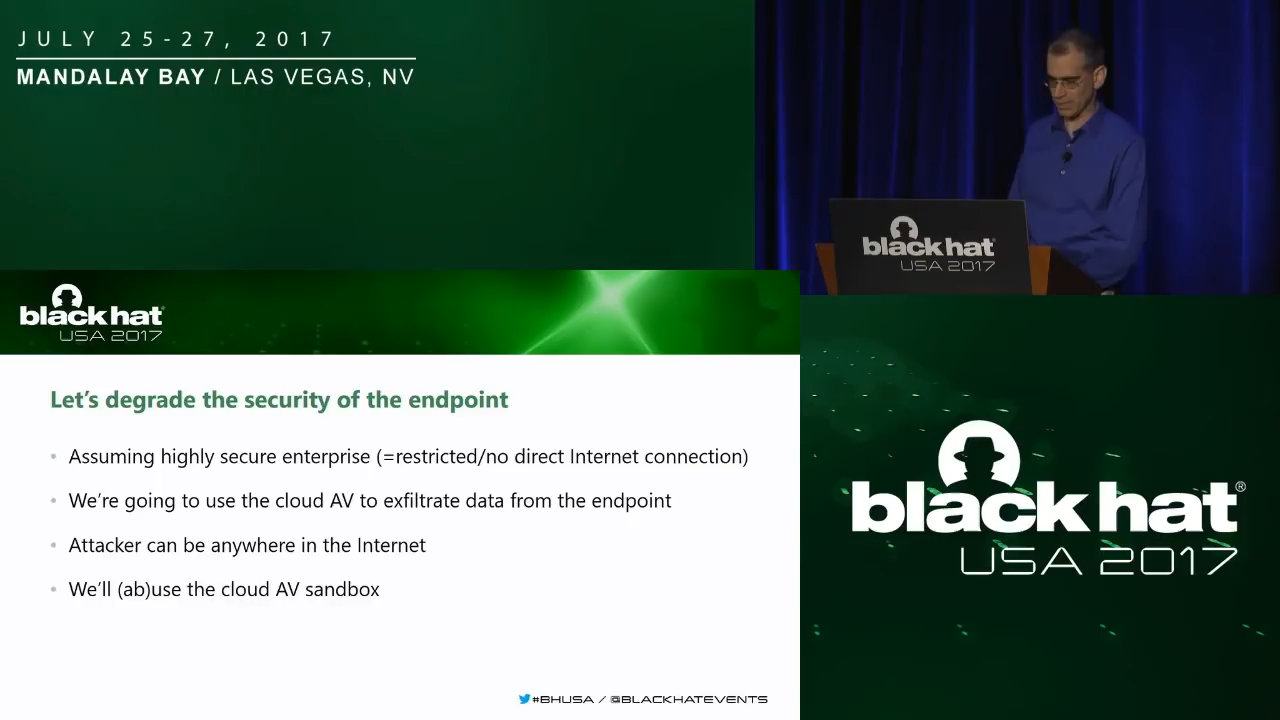 JULY 25-27, 2017
MANDALAY BAY / LAS VEGAS, NV
black hat
USA 2017
black hat
USA 2017
Let's degrade the security of the endpoint
• Assuming highly secure enterprise (=restricted/no direct Internet connection)
• We're going to use the cloud AV to exfiltrate data from the endpoint
• Attacker can be anywhere in the Internet
• We'll (ab)use the cloud AV sandbox
#BHUSA / @BLACKHATEVENTS
black hat®
USA 2017